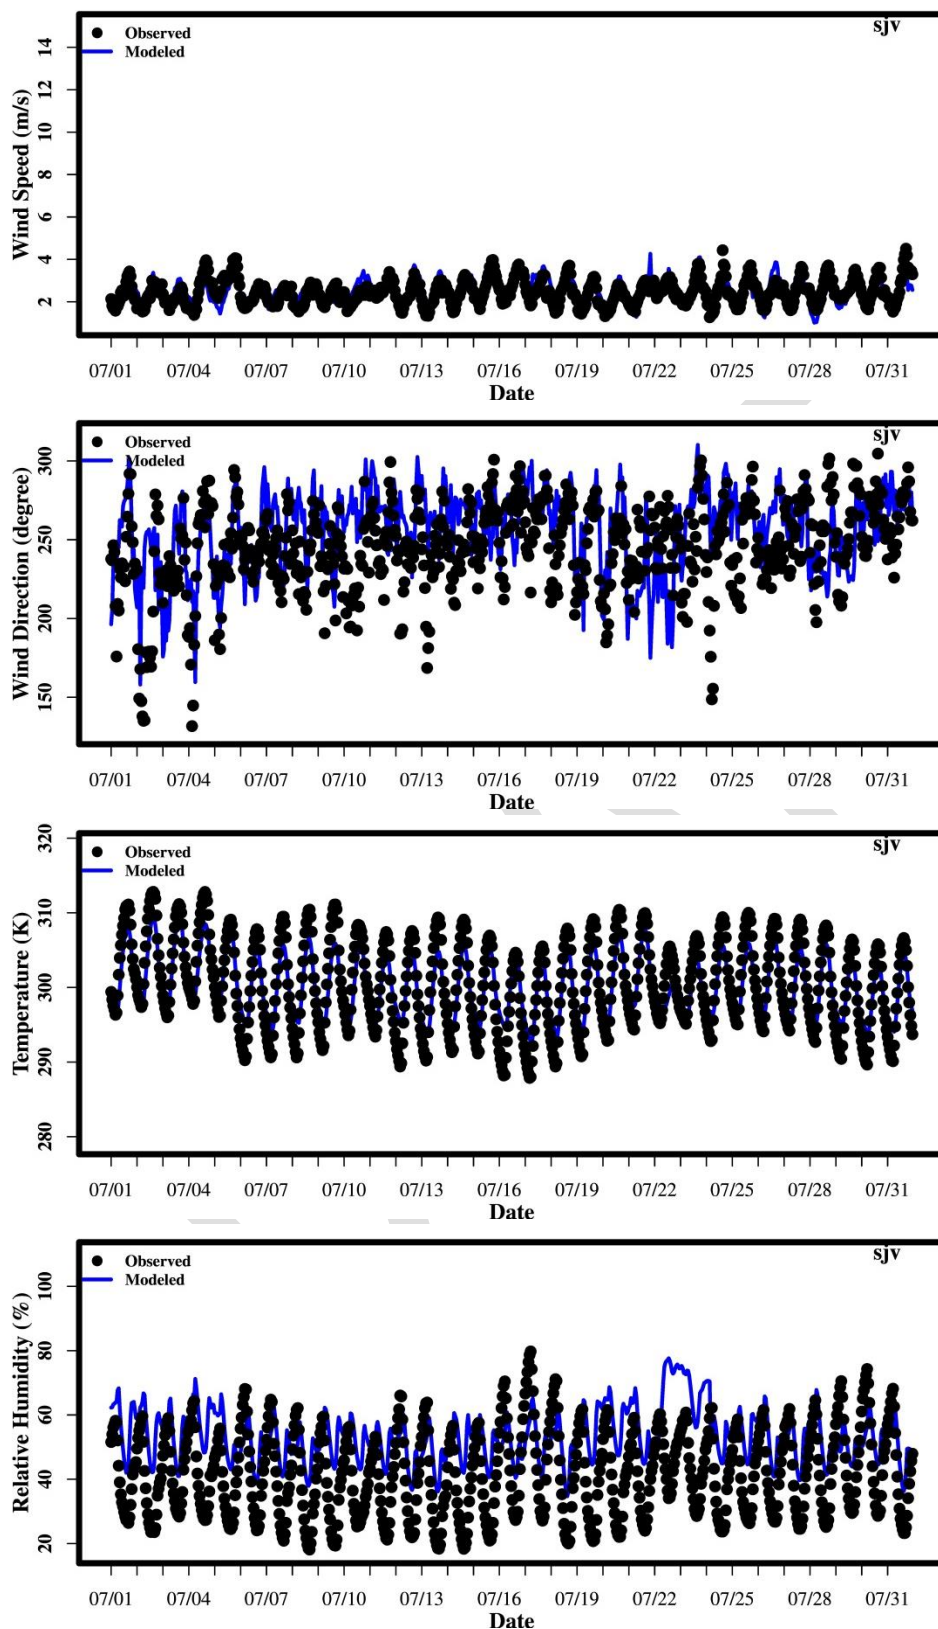 sjv
Observed
Modeled
Wind Speed (m/s)
14
12
10
8
6
4
2
07/01 07/04 07/07 07/10 07/13 07/16 07/19 07/22 07/25 07/28 07/31
Date
sjv
Observed
Modeled
Wind Direction (degree)
300
250
200
150
07/01 07/04 07/07 07/10 07/13 07/16 07/19 07/22 07/25 07/28 07/31
Date
sjv
Observed
Modeled
Temperature (K)
320
310
300
290
280
07/01 07/04 07/07 07/10 07/13 07/16 07/19 07/22 07/25 07/28 07/31
Date
sjv
Observed
Modeled
Relative Humidity (%)
100
80
60
40
20
07/01 07/04 07/07 07/10 07/13 07/16 07/19 07/22 07/25 07/28 07/31
Date